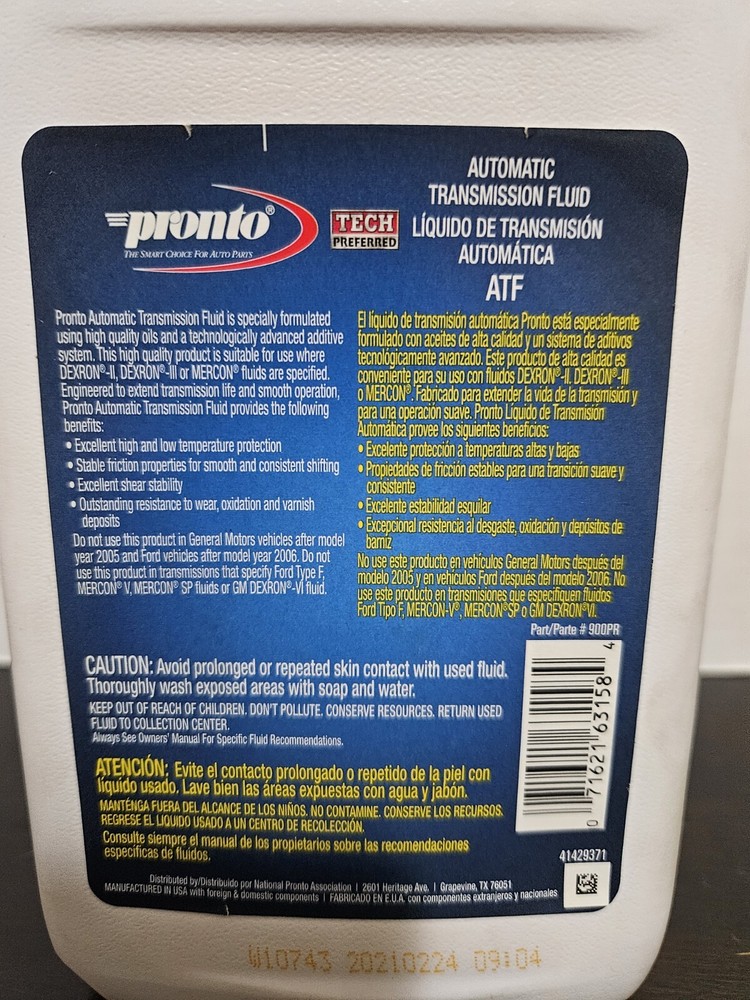 pronto®
THE SMART CHOICE FOR AUTO PARTS
TECH
PREFERRED
AUTOMATIC
TRANSMISSION FLUID
LÍQUIDO DE TRANSMISIÓN
AUTOMÁTICA
ATF
Pronto Automatic Transmission Fluid is specially formulated
using high quality oils and a technologically advanced additive
system. This high quality product is suitable for use where
DEXRON®-II, DEXRON®-III or MERCON® fluids are specified.
Engineered to extend transmission life and smooth operation,
Pronto Automatic Transmission Fluid provides the following
benefits:
• Excellent high and low temperature protection
• Stable friction properties for smooth and consistent shifting
• Excellent shear stability
• Outstanding resistance to wear, oxidation and varnish
deposits
Do not use this product in General Motors vehicles after model
year 2005 and Ford vehicles after model year 2006. Do not
use this product in transmissions that specify Ford Type F,
MERCON® V, MERCON® SP fluids or GM DEXRON®-VI fluid.
El líquido de transmisión automática Pronto está especialmente
formulado con aceites de alta calidad y un sistema de aditivos
tecnológicamente avanzado. Este producto de alta calidad es
conveniente para su uso con fluidos DEXRON®-II. DEXRON®-III
o MERCON®. Fabricado para extender la vida de la transmisión y
para una operación suave. Pronto Líquido de Transmisión
Automática provee los siguientes beneficios:
• Excelente protección a temperaturas altas y bajas
• Propiedades de fricción estables para una transición suave y
consistente
• Excelente estabilidad esquilar
• Excepcional resistencia al desgaste, oxidación y depósitos de
barniz
No use este producto en vehículos General Motors después del
modelo 2005 y en vehículos Ford después del modelo 2006. No
use este producto en transmisiones que especifiquen fluidos
Ford Tipo F, MERCON-V®, MERCON®SP o GM DEXRON®VI.
Part/Parte # 900PR
CAUTION: Avoid prolonged or repeated skin contact with used fluid.
Thoroughly wash exposed areas with soap and water.
KEEP OUT OF REACH OF CHILDREN. DON'T POLLUTE. CONSERVE RESOURCES. RETURN USED
FLUID TO COLLECTION CENTER.
Always See Owners' Manual For Specific Fluid Recommendations.
ATENCIÓN: Evite el contacto prolongado o repetido de la piel con
líquido usado. Lave bien las áreas expuestas con agua y jabón.
MANTÉNGA FUERA DEL ALCANCE DE LOS NIÑOS. NO CONTAMINE. CONSERVE LOS RECURSOS.
REGRESE EL LIQUIDO USADO A UN CENTRO DE RECOLECCIÓN.
Consulte siempre el manual de los propietarios sobre las recomendaciones
específicas de fluidos.
0 71621 63158 4
41429371
Distributed by/Distribuido por National Pronto Association | 2601 Heritage Ave. | Grapevine, TX 76051
MANUFACTURED IN USA with foreign & domestic components | FABRICADO EN E.U.A. con componentes extranjeros y nacionales
W10743 20210224 09:04